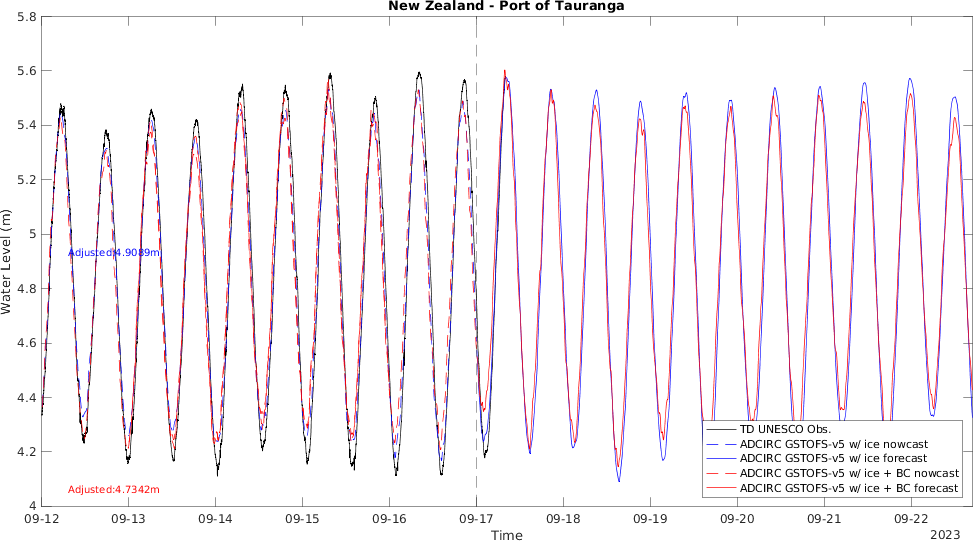 New Zealand - Port of Tauranga
Water Level (m)
5.8
5.6
5.4
5.2
5
4.8
4.6
4.4
4.2
4
Adjusted:4.9089m
Adjusted:4.7342m
TD UNESCO Obs.
ADCIRC GSTOFS-v5 w/ ice nowcast
ADCIRC GSTOFS-v5 w/ ice forecast
ADCIRC GSTOFS-v5 w/ ice + BC nowcast
ADCIRC GSTOFS-v5 w/ ice + BC forecast
09-12 09-13 09-14 09-15 09-16 09-17 09-18 09-19 09-20 09-21 09-22
Time
2023